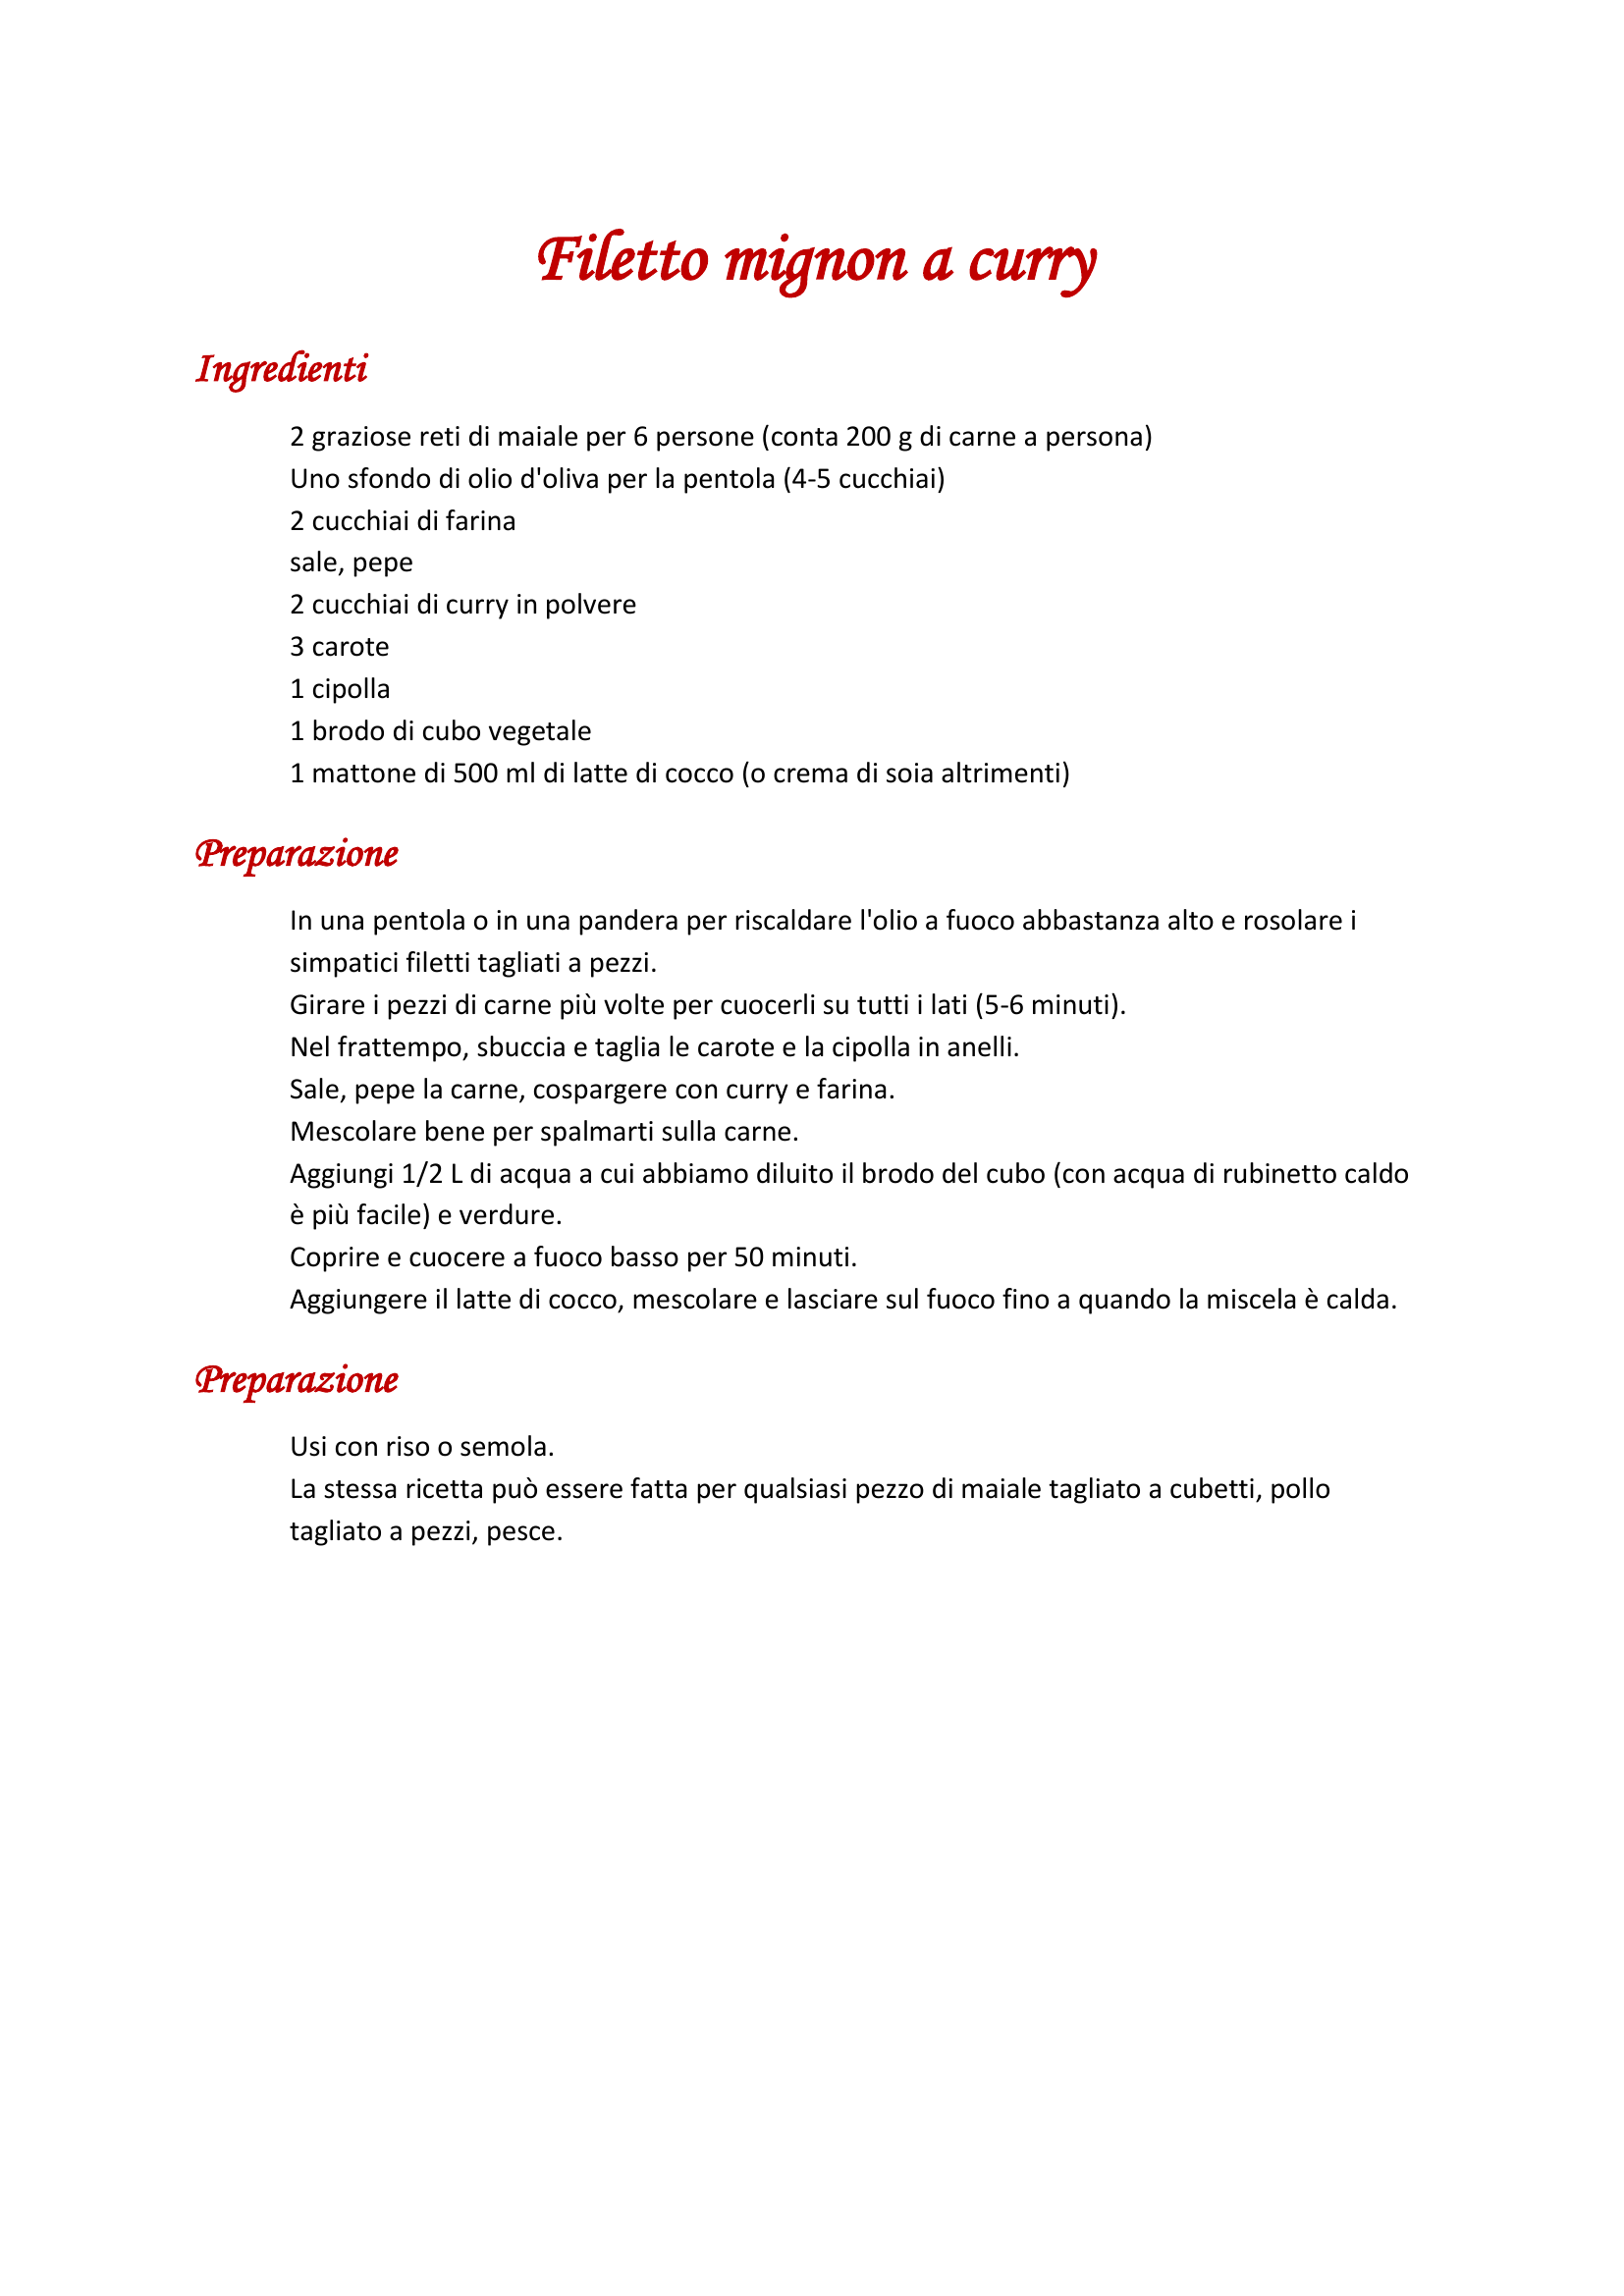 Filetto mignon a curry
Ingredienti
2 graziose reti di maiale per 6 persone (conta 200 g di carne a persona)
Uno sfondo di olio d'oliva per la pentola (4-5 cucchiai)
2 cucchiai di farina
sale, pepe
2 cucchiai di curry in polvere
3 carote
1 cipolla
1 brodo di cubo vegetale
1 mattone di 500 ml di latte di cocco (o crema di soia altrimenti)
Preparazione
In una pentola o in una pandera per riscaldare l'olio a fuoco abbastanza alto e rosolare i
simpatici filetti tagliati a pezzi.
Girare i pezzi di carne più volte per cuocerli su tutti i lati (5-6 minuti).
Nel frattempo, sbuccia e taglia le carote e la cipolla in anelli.
Sale, pepe la carne, cospargere con curry e farina.
Mescolare bene per spalmarti sulla carne.
Aggiungi 1/2 L di acqua a cui abbiamo diluito il brodo del cubo (con acqua di rubinetto caldo
è più facile) e verdure.
Coprire e cuocere a fuoco basso per 50 minuti.
Aggiungere il latte di cocco, mescolare e lasciare sul fuoco fino a quando la miscela è calda.
Preparazione
Usi con riso o semola.
La stessa ricetta può essere fatta per qualsiasi pezzo di maiale tagliato a cubetti, pollo
tagliato a pezzi, pesce.